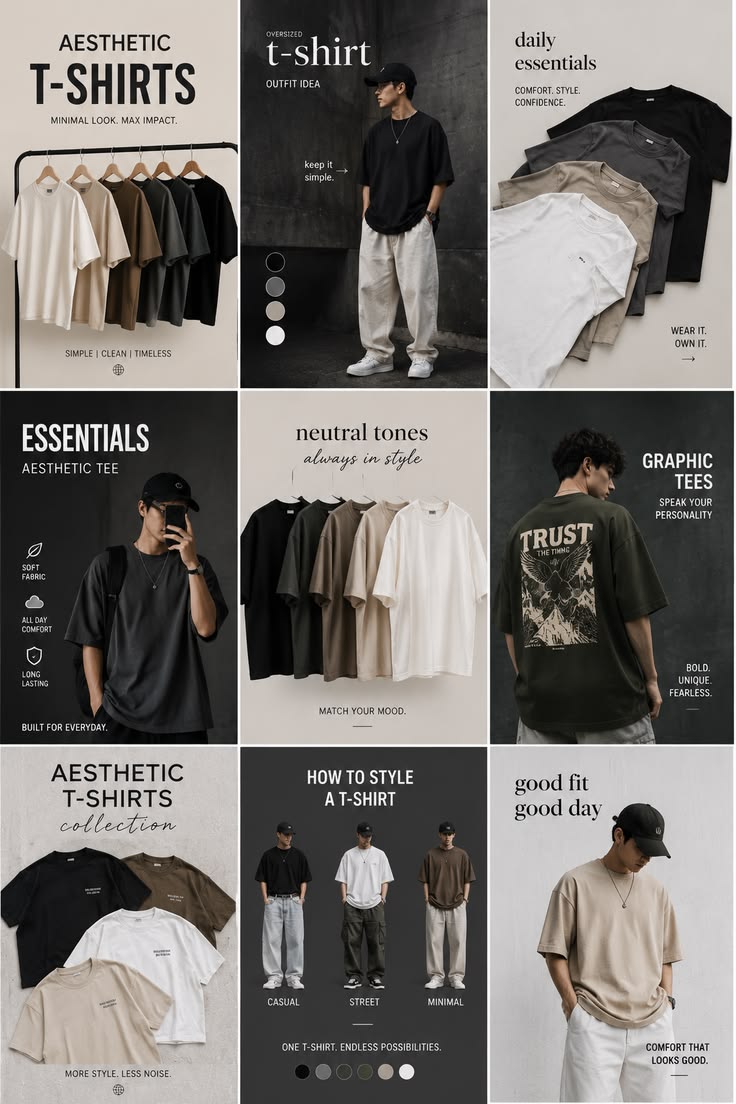 AESTHETIC
T-SHIRTS
MINIMAL LOOK. MAX IMPACT.
SIMPLE | CLEAN | TIMELESS
OVERSIZED
t-shirt
OUTFIT IDEA
keep it
simple.
daily
essentials
COMFORT. STYLE.
CONFIDENCE.
WEAR IT.
OWN IT.
ESSENTIALS
AESTHETIC TEE
SOFT
FABRIC
ALL DAY
COMFORT
LONG
LASTING
BUILT FOR EVERYDAY.
neutral tones
always in style
MATCH YOUR MOOD.
GRAPHIC
TEES
SPEAK YOUR
PERSONALITY
TRUST
BOLD.
UNIQUE.
FEARLESS.
AESTHETIC
T-SHIRTS
collection
MORE STYLE. LESS NOISE.
HOW TO STYLE
A T-SHIRT
CASUAL
STREET
MINIMAL
ONE T-SHIRT. ENDLESS POSSIBILITIES.
good fit
good day
COMFORT THAT
LOOKS GOOD.